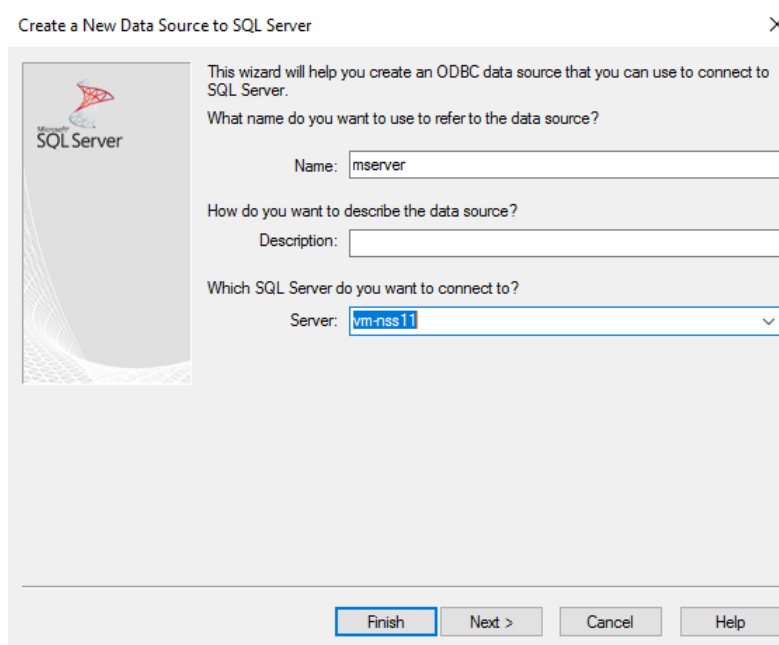 Create a New Data Source to SQL Server
This wizard will help you create an ODBC data source that you can use to connect to
SQL Server.
What name do you want to use to refer to the data source?
Microsoft
SQL Server
Name: mserver
How do you want to describe the data source?
Description:
Which SQL Server do you want to connect to?
Server: vm-nss11
Finish
Next >
Cancel
Help